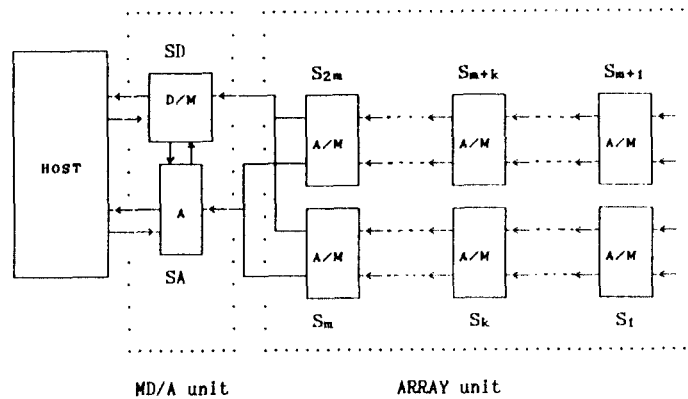 SD
S2m
Sm+k
Sm+1
D/M
A/M
A/M
A/M
HOST
A
A/M
A/M
A/M
SA
Sm
Sk
S1
MD/A unit
ARRAY unit